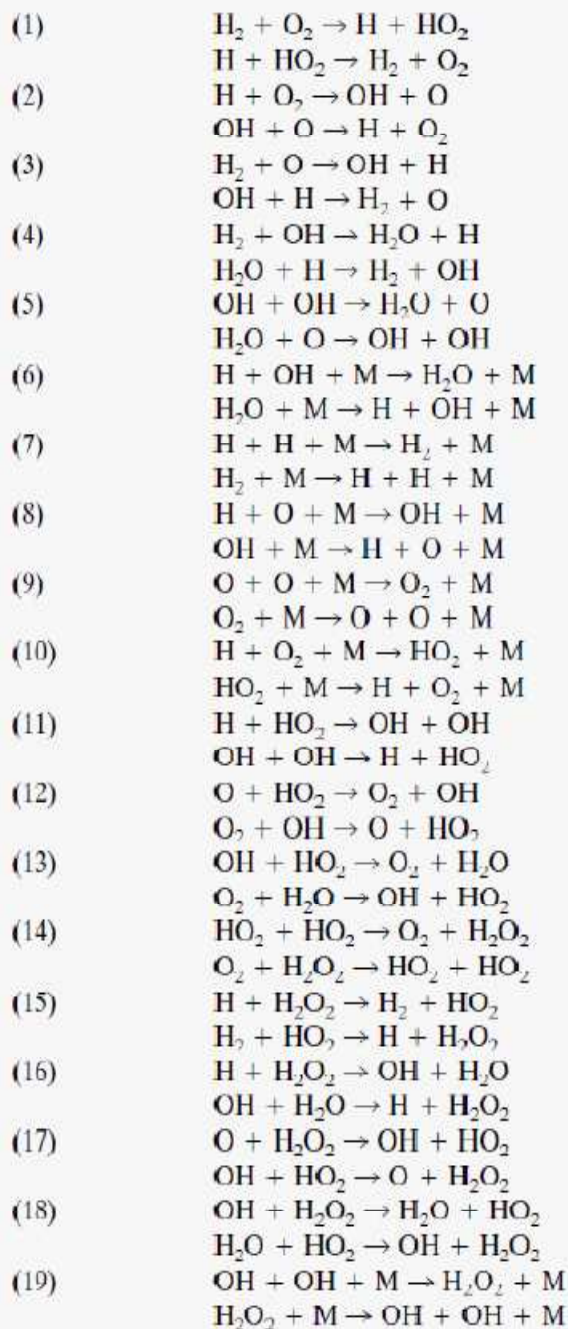 (1) H₂ + O₂ → H + HO₂
H + HO₂ → H₂ + O₂
(2) H + O₂ → OH + O
OH + O → H + O₂
(3) H₂ + O → OH + H
OH + H → H₂ + O
(4) H₂ + OH → H₂O + H
H₂O + H → H₂ + OH
(5) OH + OH → H₂O + O
H₂O + O → OH + OH
(6) H + OH + M → H₂O + M
H₂O + M → H + OH + M
(7) H + H + M → H₂ + M
H₂ + M → H + H + M
(8) H + O + M → OH + M
OH + M → H + O + M
(9) O + O + M → O₂ + M
O₂ + M → O + O + M
(10) H + O₂ + M → HO₂ + M
HO₂ + M → H + O₂ + M
(11) H + HO₂ → OH + OH
OH + OH → H + HO₂
(12) O + HO₂ → O₂ + OH
O₂ + OH → O + HO₂
(13) OH + HO₂ → O₂ + H₂O
O₂ + H₂O → OH + HO₂
(14) HO₂ + HO₂ → O₂ + H₂O₂
O₂ + H₂O₂ → HO₂ + HO₂
(15) H + H₂O₂ → H₂ + HO₂
H₂ + HO₂ → H + H₂O₂
(16) H + H₂O₂ → OH + H₂O
OH + H₂O → H + H₂O₂
(17) O + H₂O₂ → OH + HO₂
OH + HO₂ → O + H₂O₂
(18) OH + H₂O₂ → H₂O + HO₂
H₂O + HO₂ → OH + H₂O₂
(19) OH + OH + M → H₂O₂ + M
H₂O₂ + M → OH + OH + M